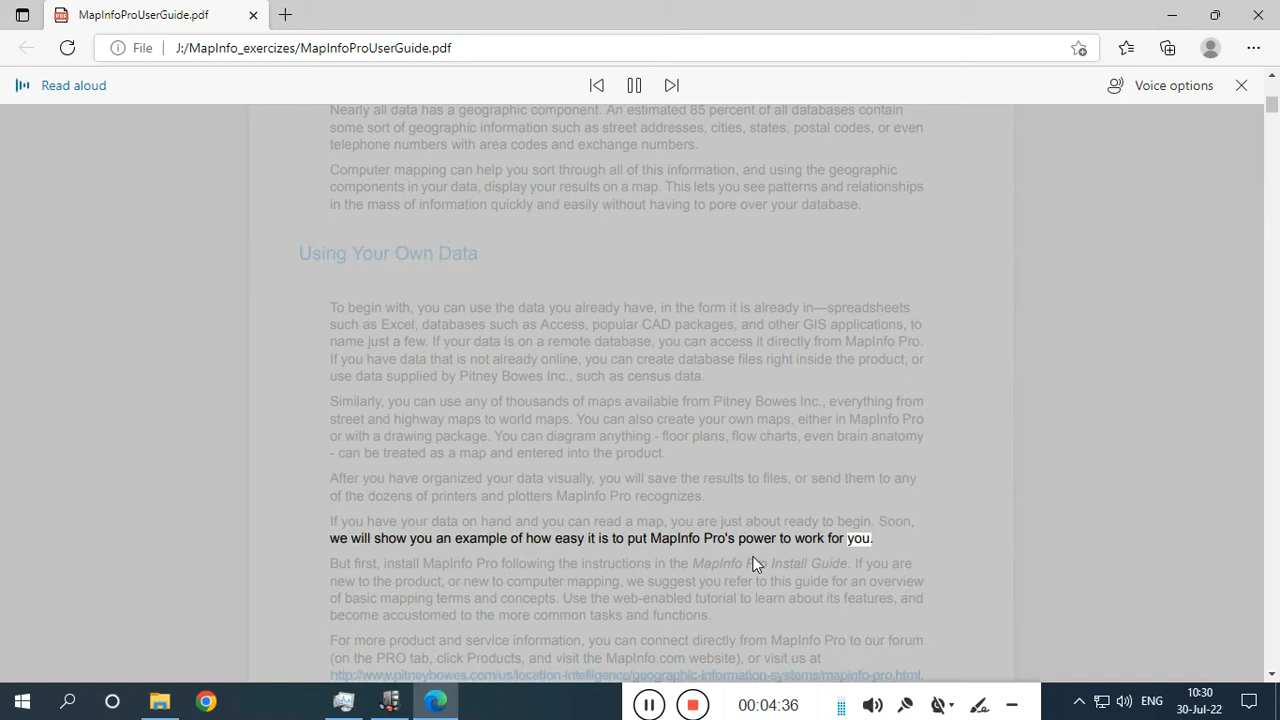 MapInfoProUserGuide.pdf
File J:/MapInfo_exercizes/MapInfoProUserGuide.pdf
Read aloud
Voice options
Nearly all data has a geographic component. An estimated 85 percent of all databases contain
some sort of geographic information such as street addresses, cities, states, postal codes, or even
telephone numbers with area codes and exchange numbers.
Computer mapping can help you sort through all of this information, and using the geographic
components in your data, display your results on a map. This lets you see patterns and relationships
in the mass of information quickly and easily without having to pore over your database.
Using Your Own Data
To begin with, you can use the data you already have, in the form it is already in—spreadsheets
such as Excel, databases such as Access, popular CAD packages, and other GIS applications, to
name just a few. If your data is on a remote database, you can access it directly from MapInfo Pro.
If you have data that is not already online, you can create database files right inside the product, or
use data supplied by Pitney Bowes Inc., such as census data.
Similarly, you can use any of thousands of maps available from Pitney Bowes Inc., everything from
street and highway maps to world maps. You can also create your own maps, either in MapInfo Pro
or with a drawing package. You can diagram anything - floor plans, flow charts, even brain anatomy
- can be treated as a map and entered into the product.
After you have organized your data visually, you will save the results to files, or send them to any
of the dozens of printers and plotters MapInfo Pro recognizes.
If you have your data on hand and you can read a map, you are just about ready to begin. Soon,
we will show you an example of how easy it is to put MapInfo Pro's power to work for you.
But first, install MapInfo Pro following the instructions in the MapInfo Pro Install Guide. If you are
new to the product, or new to computer mapping, we suggest you refer to this guide for an overview
of basic mapping terms and concepts. Use the web-enabled tutorial to learn about its features, and
become accustomed to the more common tasks and functions.
For more product and service information, you can connect directly from MapInfo Pro to our forum
(on the PRO tab, click Products, and visit the MapInfo.com website), or visit us at
http://www.pitneybowes.com/us/location-intelligence/geographic-information-systems/mapinfo-pro.html.
00:04:36
ENG
10:30
30-Jul-22